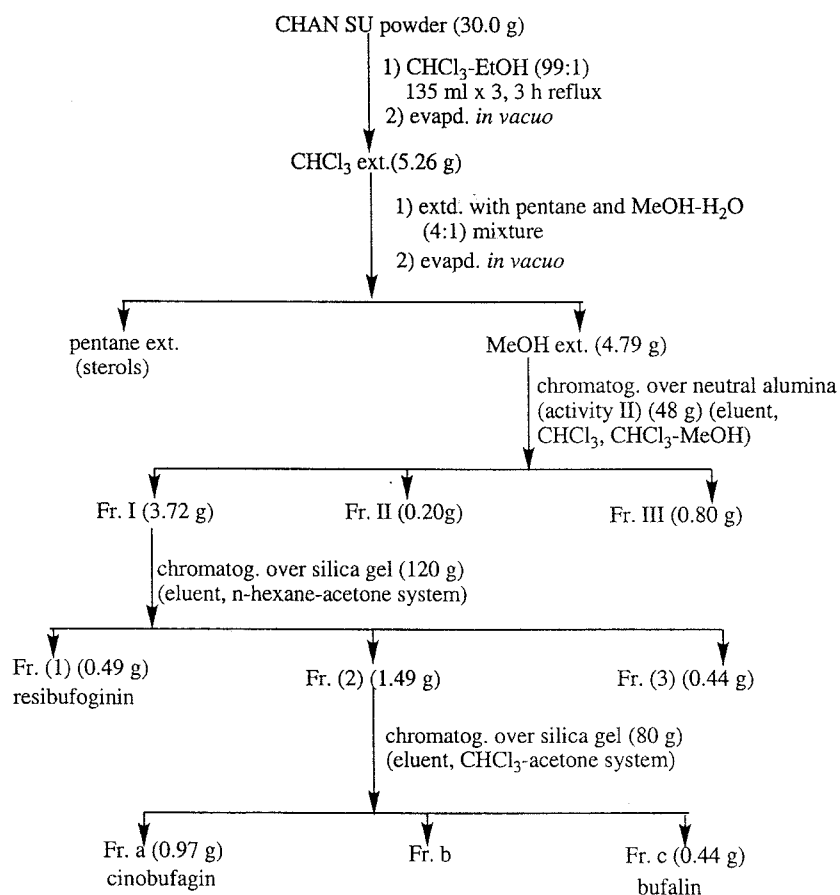 CHAN SU powder (30.0 g)
1) CHCl3-EtOH (99:1)
135 ml x 3, 3 h reflux
2) evapd. in vacuo
CHCl3 ext.(5.26 g)
1) extd. with pentane and MeOH-H2O
(4:1) mixture
2) evapd. in vacuo
pentane ext.
(sterols)
MeOH ext. (4.79 g)
chromatog. over neutral alumina
(activity II) (48 g) (eluent,
CHCl3, CHCl3-MeOH)
Fr. I (3.72 g)
Fr. II (0.20g)
Fr. III (0.80 g)
chromatog. over silica gel (120 g)
(eluent, n-hexane-acetone system)
Fr. (1) (0.49 g)
resibufoginin
Fr. (2) (1.49 g)
Fr. (3) (0.44 g)
chromatog. over silica gel (80 g)
(eluent, CHCl3-acetone system)
Fr. a (0.97 g)
cinobufagin
Fr. b
Fr. c (0.44 g)
bufalin